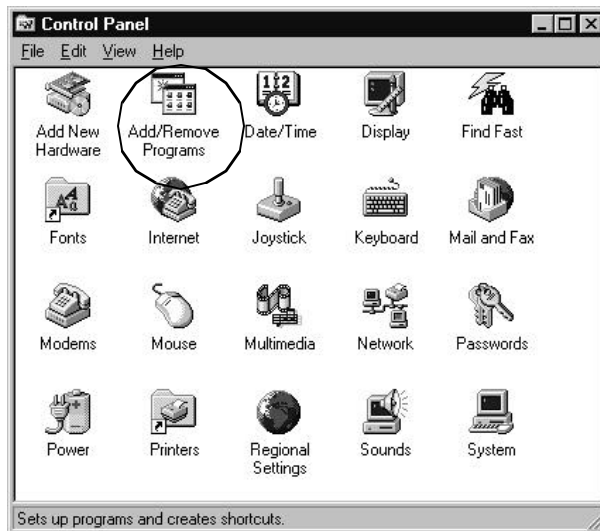 Control Panel
File Edit View Help
Add New
Hardware
Add/Remove
Programs
Date/Time
Display
Find Fast
Fonts
Internet
Joystick
Keyboard
Mail and Fax
Modems
Mouse
Multimedia
Network
Passwords
Power
Printers
Regional
Settings
Sounds
System
Sets up programs and creates shortcuts.